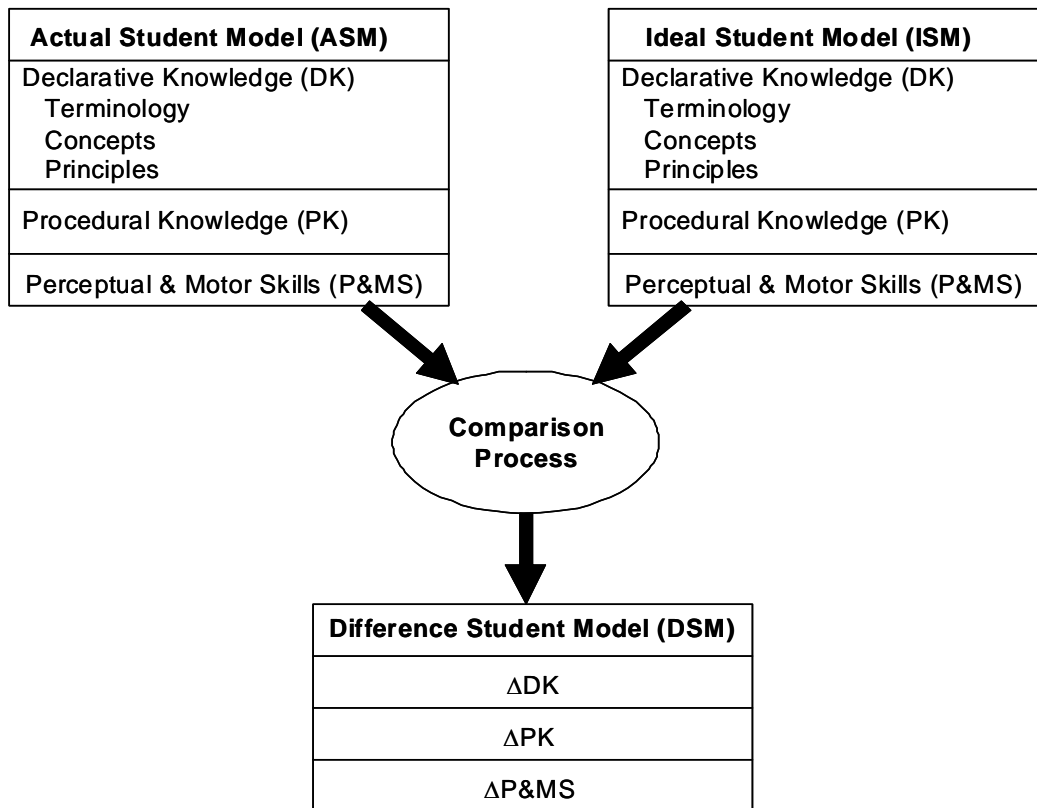 Actual Student Model (ASM)
Declarative Knowledge (DK)
Terminology
Concepts
Principles
Procedural Knowledge (PK)
Perceptual & Motor Skills (P&MS)
Ideal Student Model (ISM)
Declarative Knowledge (DK)
Terminology
Concepts
Principles
Procedural Knowledge (PK)
Perceptual & Motor Skills (P&MS)
Comparison
Process
Difference Student Model (DSM)
ΔDK
ΔPK
ΔP&MS